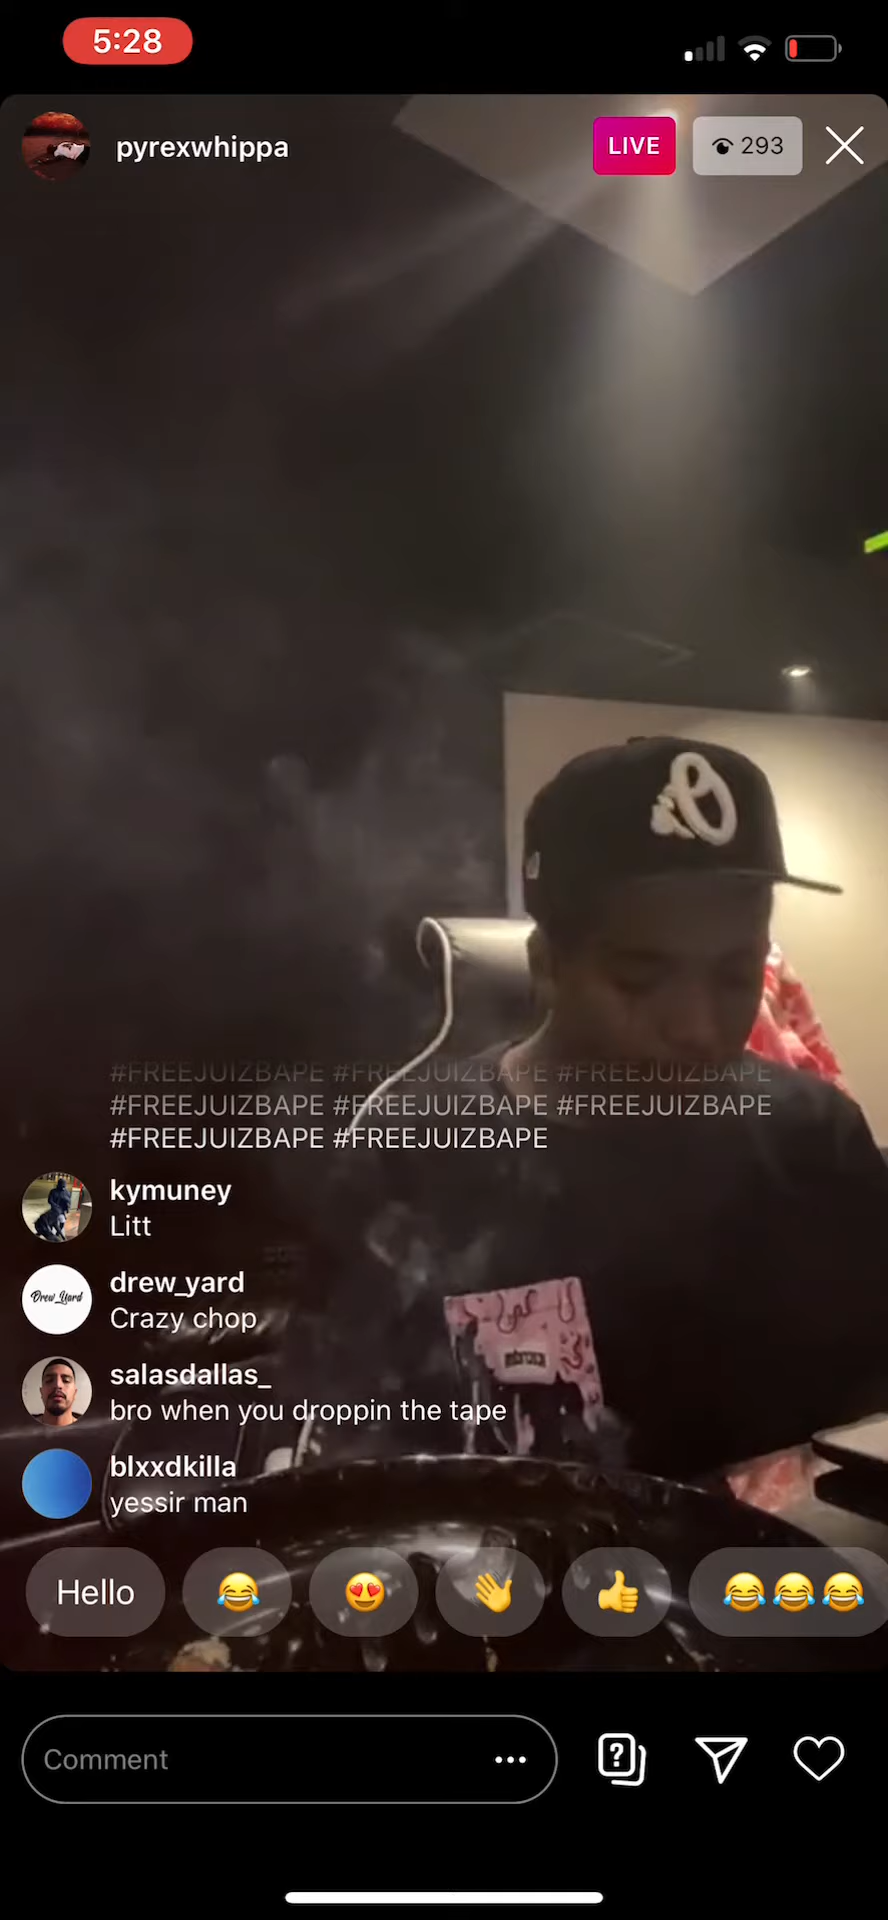 5:28
pyrexwhippa
LIVE
293
#FREEJUIZBAPE #FREEJUIZBAPE #FREEJUIZBAPE
#FREEJUIZBAPE #FREEJUIZBAPE #FREEJUIZBAPE
#FREEJUIZBAPE #FREEJUIZBAPE
kymuney
Litt
Drew_Yard
drew_yard
Crazy chop
salasdallas_
bro when you droppin the tape
blxxdkilla
yessir man
Hello
Comment